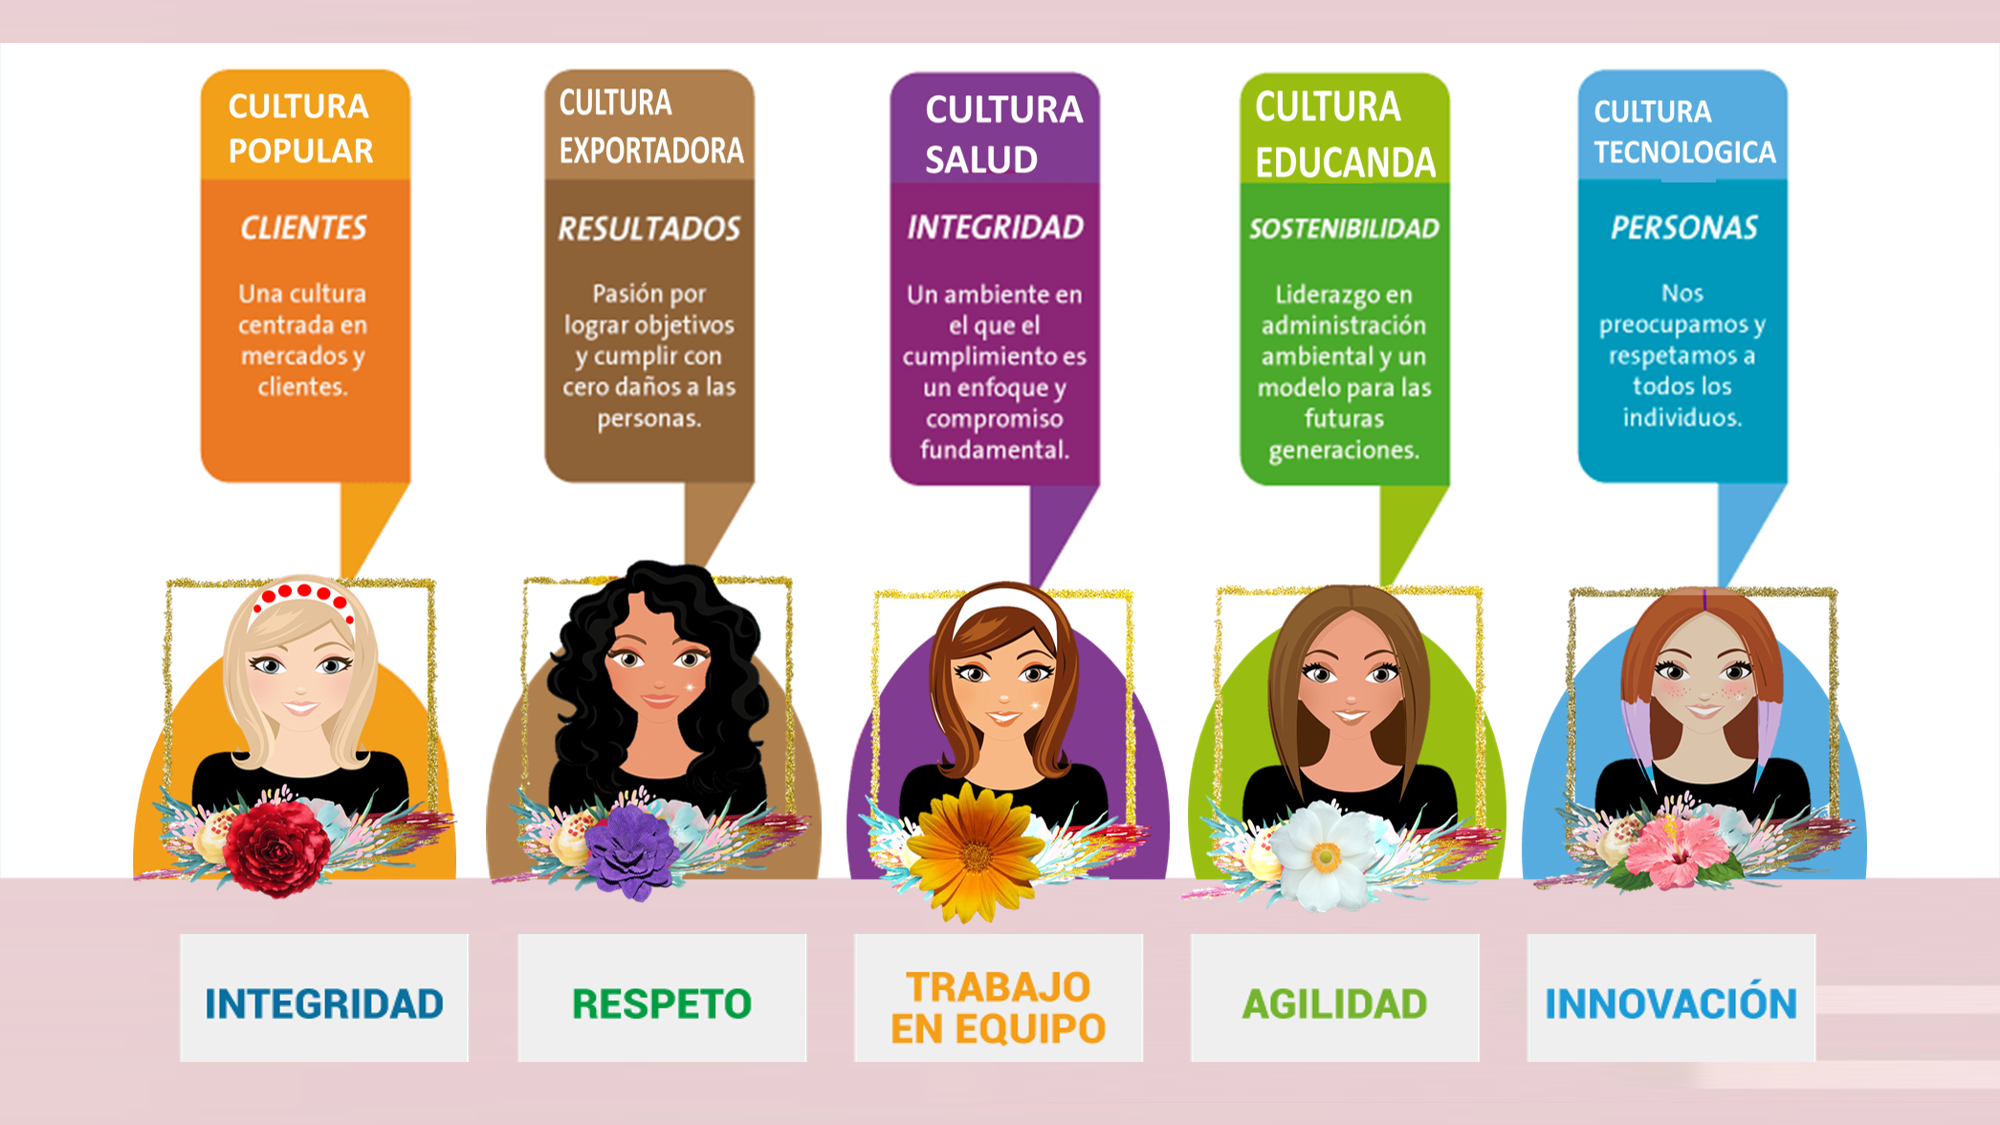 CULTURA
POPULAR
CLIENTES
Una cultura
centrada en
mercados y
clientes.
CULTURA
EXPORTADORA
RESULTADOS
Pasión por
lograr objetivos
y cumplir con
cero daños a las
personas.
CULTURA
SALUD
INTEGRIDAD
Un ambiente en
el que el
cumplimiento es
un enfoque y
compromiso
fundamental.
CULTURA
EDUCANDA
SOSTENIBILIDAD
Liderazgo en
administración
ambiental y un
modelo para las
futuras
generaciones.
CULTURA
TECNOLOGICA
PERSONAS
Nos
preocupamos y
respetamos a
todos los
individuos.
INTEGRIDAD
RESPETO
TRABAJO
EN EQUIPO
AGILIDAD
INNOVACIÓN